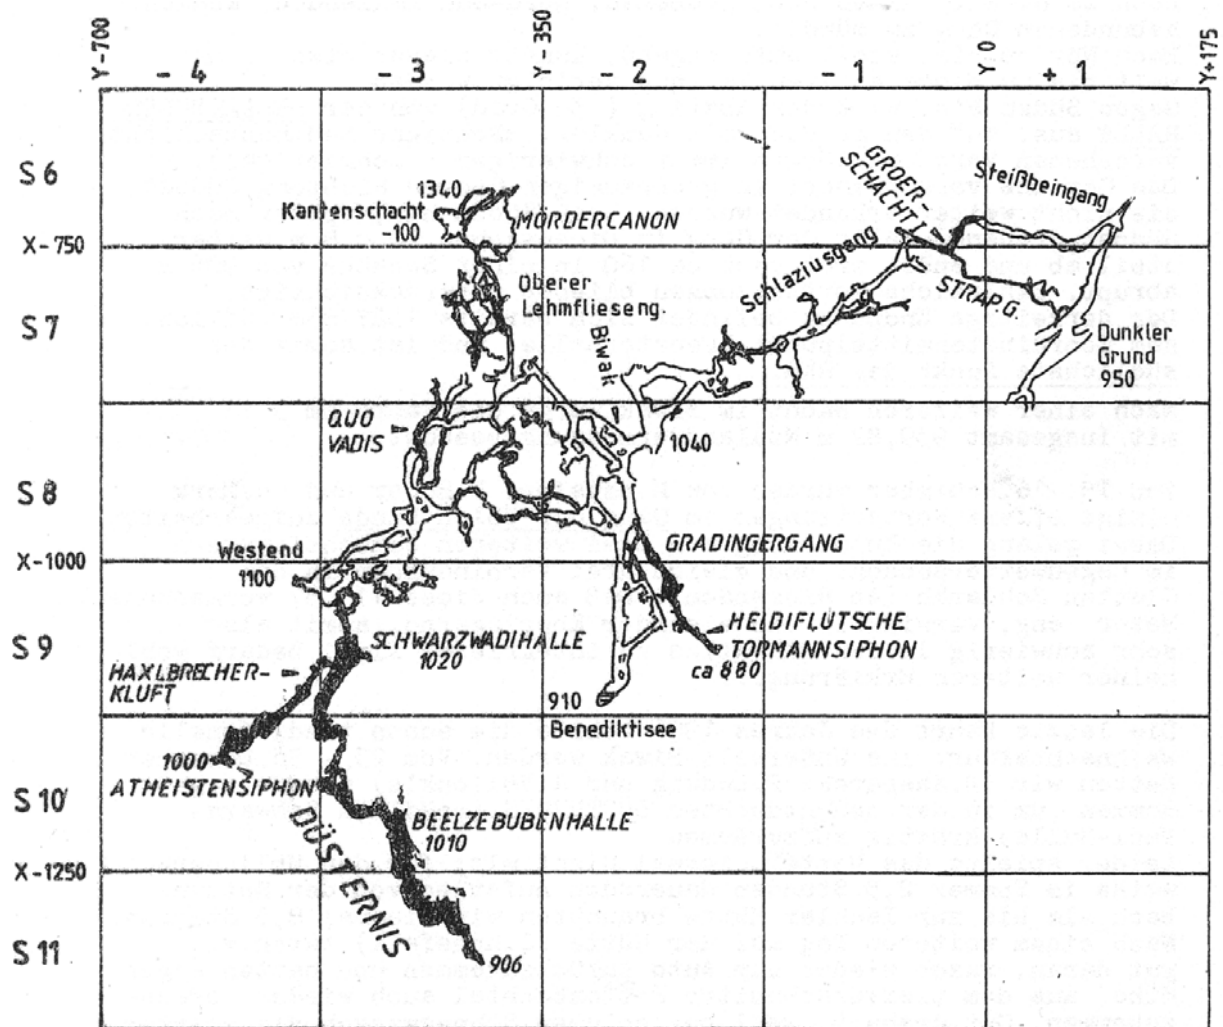 Y-700
- 4
- 3
Y-350
- 2
- 1
Y 0
+ 1
Y+175
S 6
X-750
S 7
S 8
X-1000
S 9
S 10
X-1250
S 11
1340
Kantenschacht
-100
MÖRDERCANON
Oberer
Lehmflieseng.
Biwak
Schlaziusgang
GROER-
SCHACHT
Steißbeingang
STRAP.G.
Dunkler
Grund
950
QUO
VADIS
1040
Westend
1100
GRADINGERGANG
HEIDIFLUTSCHE
TORMANNSIPHON
ca 880
SCHWARZWADIHALLE
1020
HAXLBRECHER-
KLUFT
910
Benediktisee
1000
ATHEISTENSIPHON
BEELZEBUBENHALLE
1010
DÜSTERNIS
906